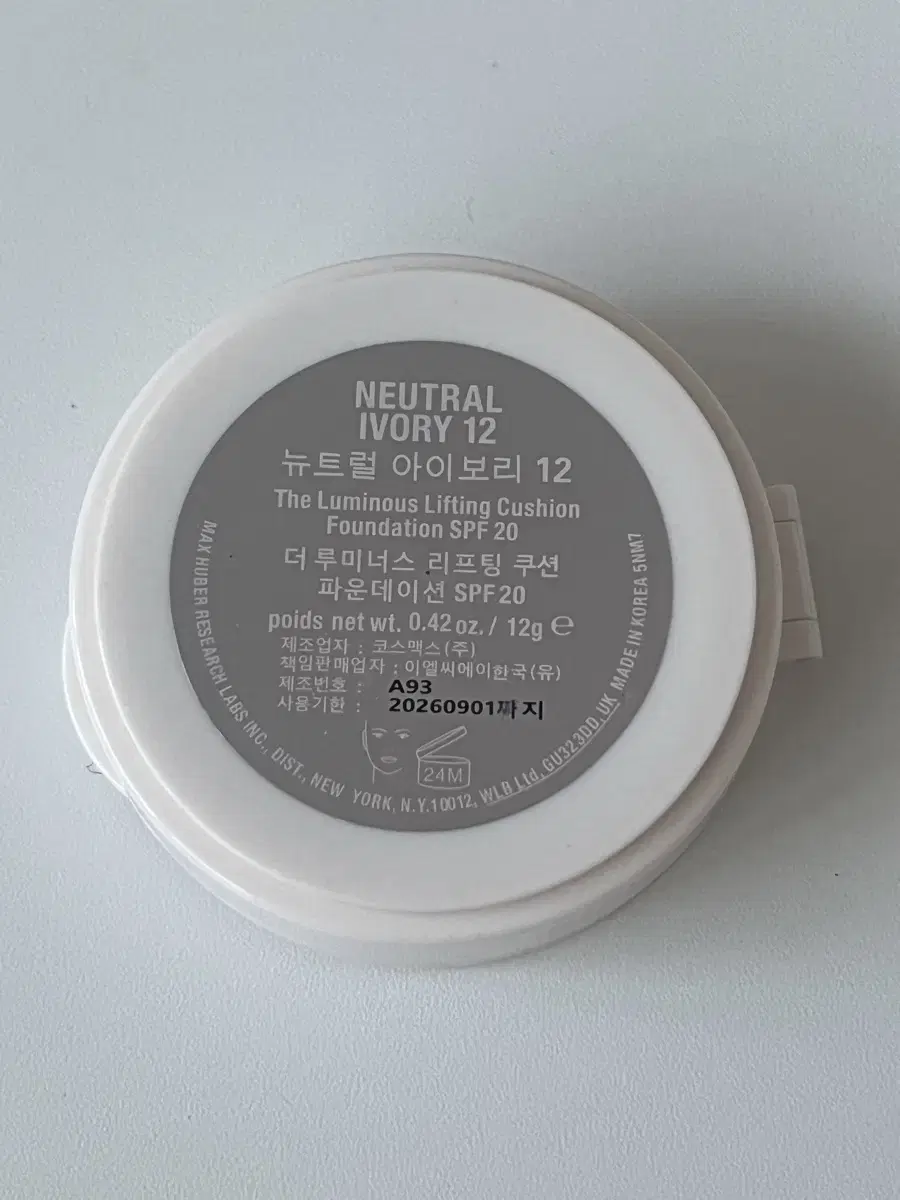 NEUTRAL
IVORY 12
뉴트럴 아이보리 12
The Luminous Lifting Cushion
Foundation SPF 20
더 루미너스 리프팅 쿠션
파운데이션 SPF 20
poids net wt. 0.42 oz. / 12g ℮
제조업자 : 코스맥스(주)
책임판매업자 : 이엘씨에이한국(유)
제조번호 : A93
사용기한 : 20260901까지
24M
MAX HUBER RESEARCH LABS INC., DIST., NEW YORK, N.Y.10012, WLB Ltd, GU323DD, UK MADE IN KOREA 5NM7